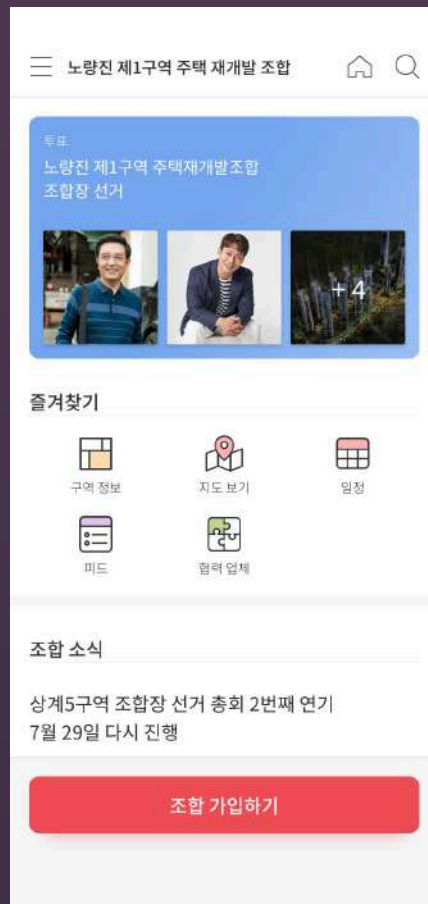 노량진 제1구역 주택 재개발 조합
투표
노량진 제1구역 주택재개발조합
조합장 선거
+ 4
즐겨찾기
구역 정보
지도 보기
일정
피드
협력 업체
조합 소식
상계5구역 조합장 선거 총회 2번째 연기
7월 29일 다시 진행
조합 가입하기